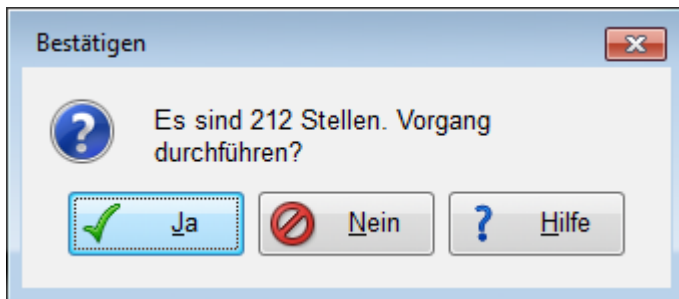 Bestätigen
Es sind 212 Stellen. Vorgang
durchführen?
Ja
Nein
Hilfe